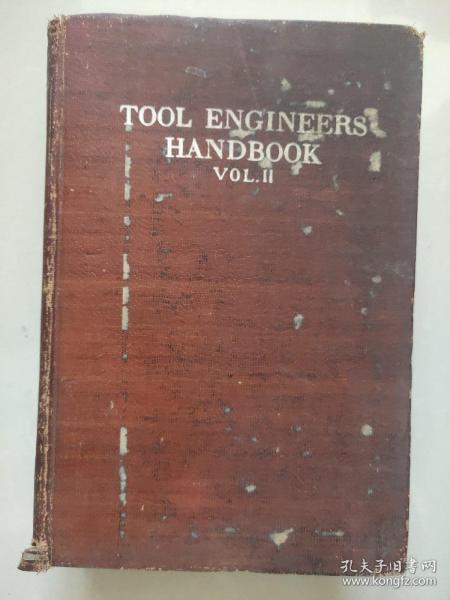 TOOL ENGINEERS
HANDBOOK
VOL.II
孔夫子旧书网
www.kongfz.com